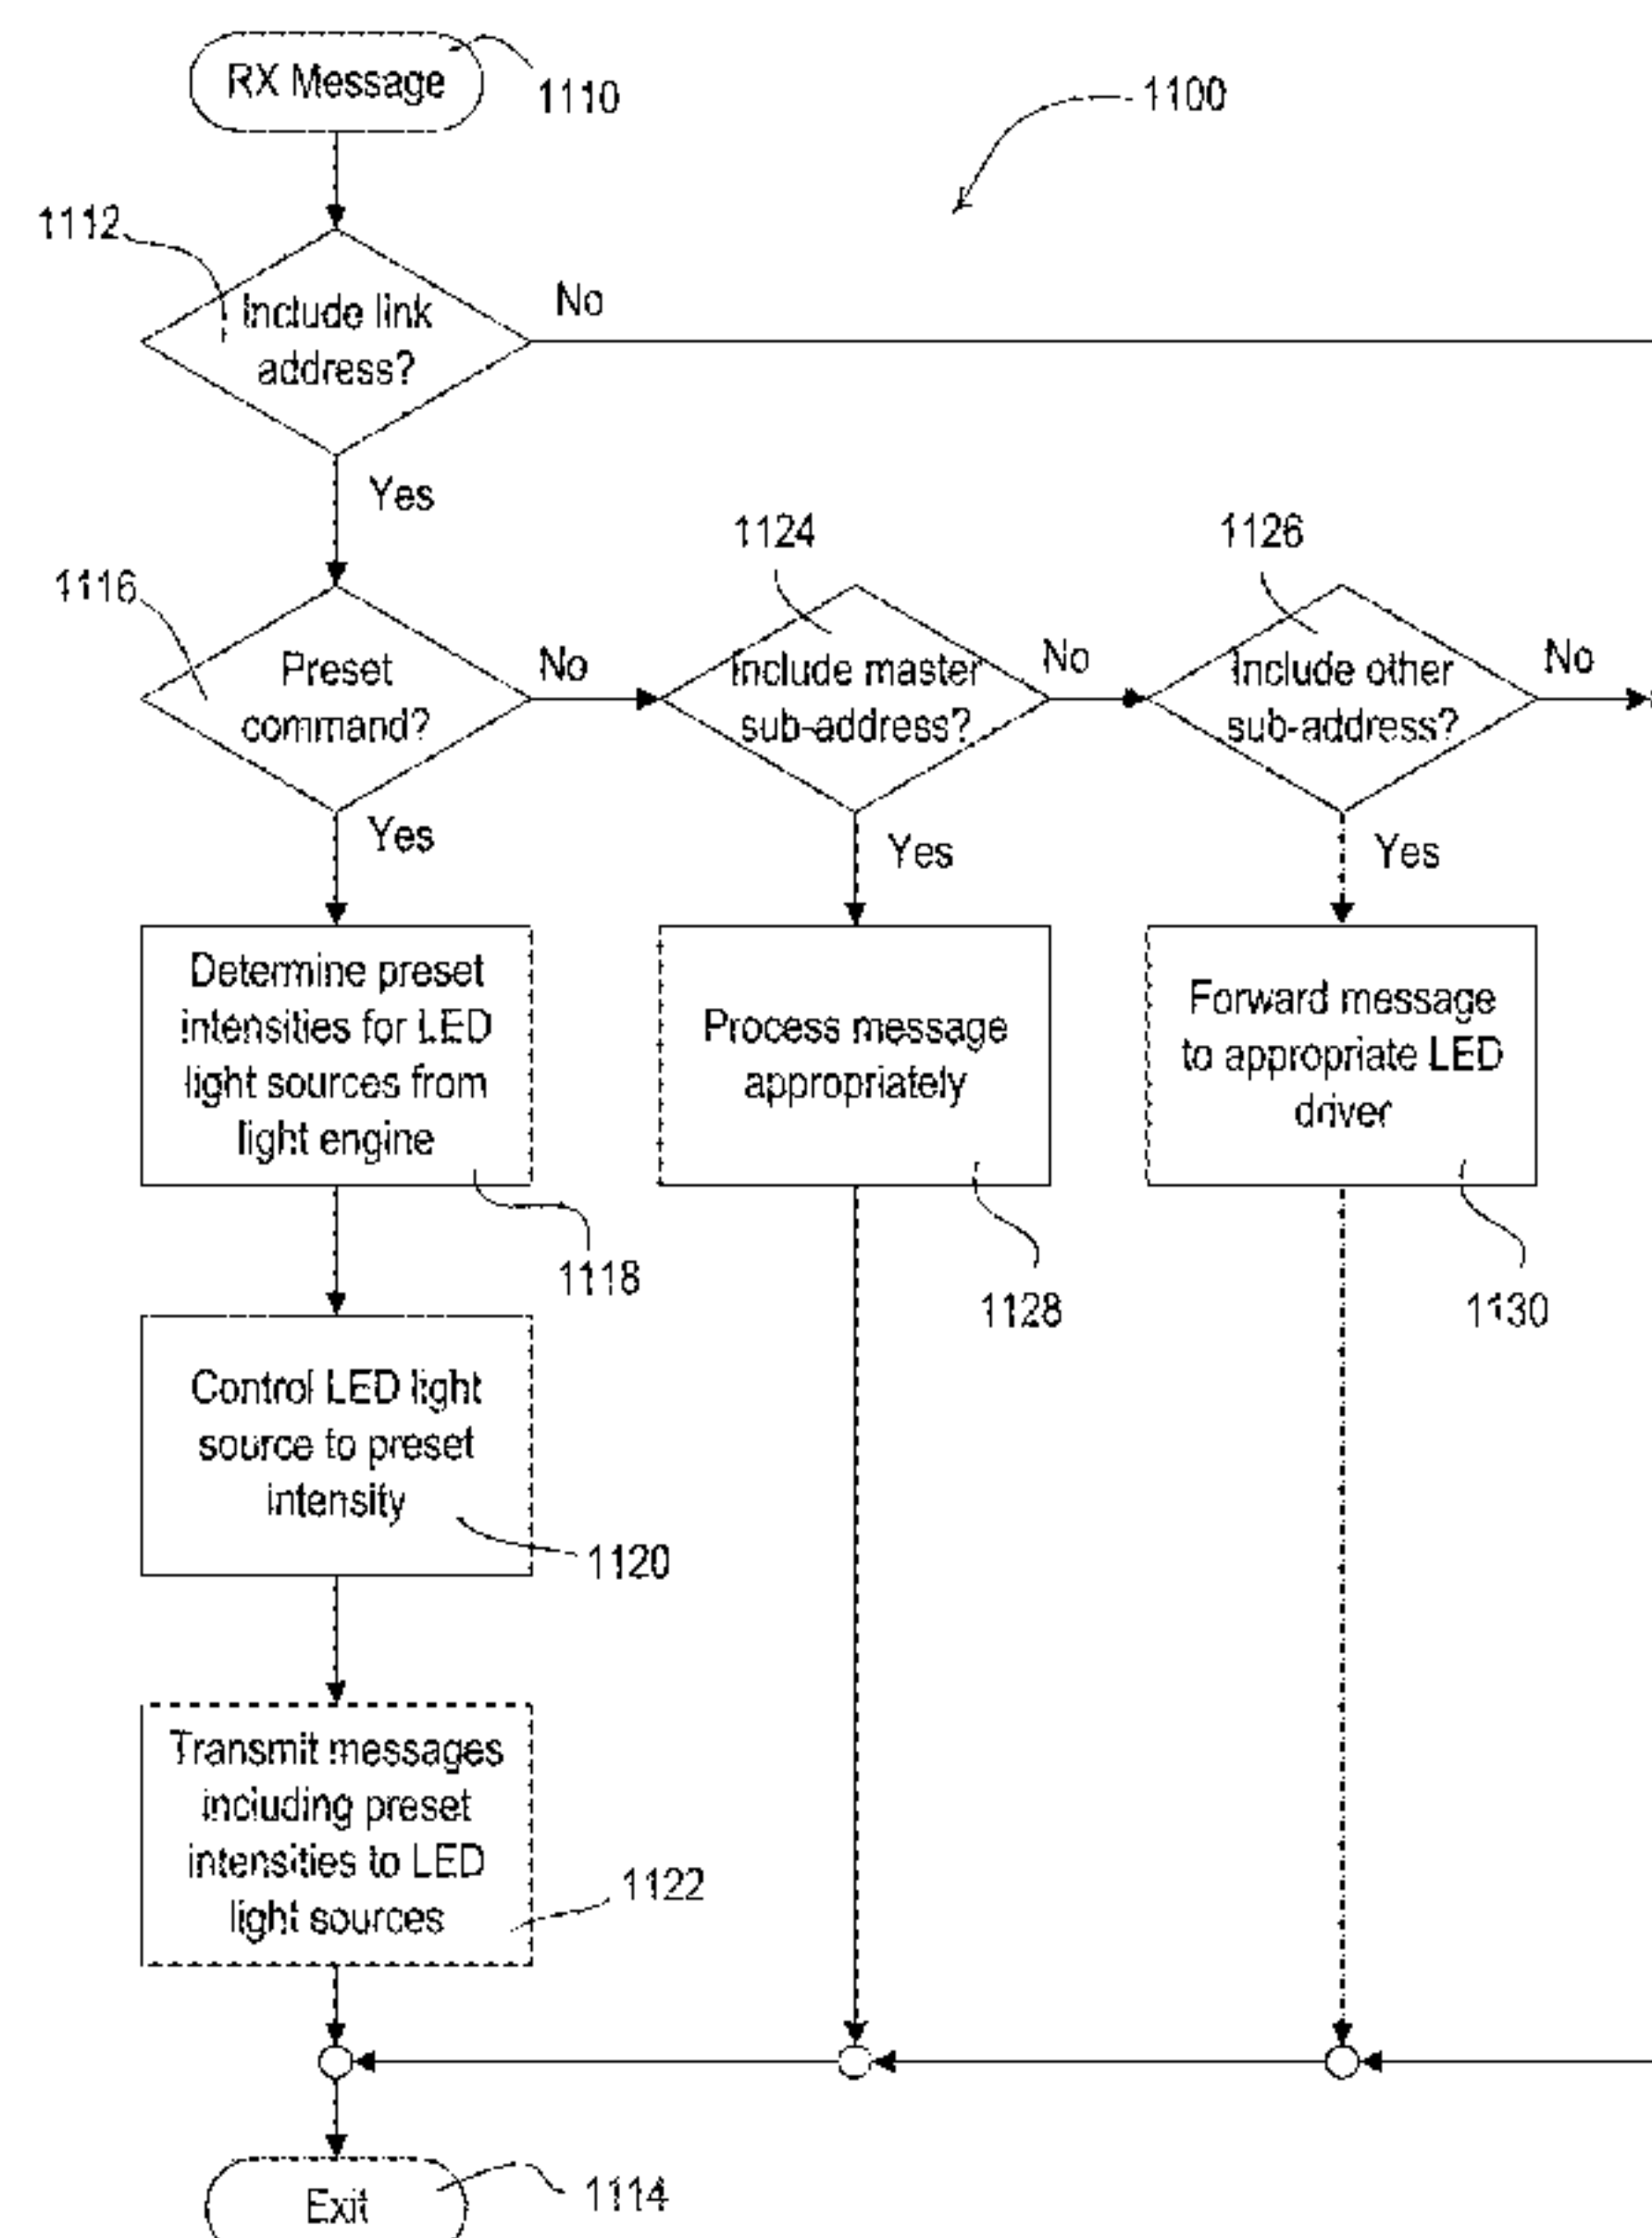 RX Message
1110
1100
1112
Include link
address?
No
Yes
1124
1126
1116
Preset
command?
No
Include master
sub-address?
No
Include other
sub-address?
No
Yes
Yes
Yes
Determine preset
intensities for LED
light sources from
light engine
Process message
appropriately
Forward message
to appropriate LED
driver
1118
1128
1130
Control LED light
source to preset
intensity
1120
Transmit messages
including preset
intensities to LED
light sources
1122
Exit
1114